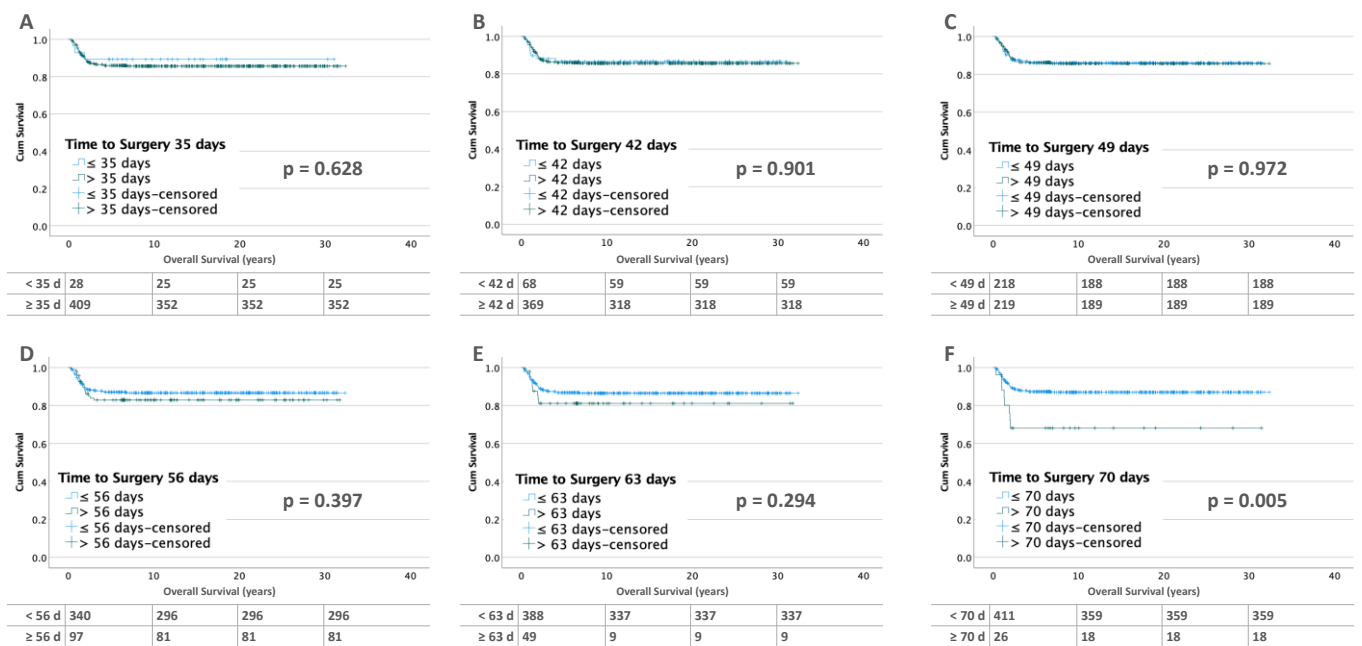 A
1.0
0.8
0.6
0.4
0.2
0.0
Cum Survival
Time to Surgery 35 days
≤ 35 days
> 35 days
≤ 35 days-censored
> 35 days-censored
p = 0.628
0 10 20 30 40
Overall Survival (years)
< 35 d 28 25 25 25
≥ 35 d 409 352 352 352
B
1.0
0.8
0.6
0.4
0.2
0.0
Cum Survival
Time to Surgery 42 days
≤ 42 days
> 42 days
≤ 42 days-censored
> 42 days-censored
p = 0.901
0 10 20 30 40
Overall Survival (years)
< 42 d 68 59 59 59
≥ 42 d 369 318 318 318
C
1.0
0.8
0.6
0.4
0.2
0.0
Cum Survival
Time to Surgery 49 days
≤ 49 days
> 49 days
≤ 49 days-censored
> 49 days-censored
p = 0.972
0 10 20 30 40
Overall Survival (years)
< 49 d 218 188 188 188
≥ 49 d 219 189 189 189
D
1.0
0.8
0.6
0.4
0.2
0.0
Cum Survival
Time to Surgery 56 days
≤ 56 days
> 56 days
≤ 56 days-censored
> 56 days-censored
p = 0.397
0 10 20 30 40
Overall Survival (years)
< 56 d 340 296 296 296
≥ 56 d 97 81 81 81
E
1.0
0.8
0.6
0.4
0.2
0.0
Cum Survival
Time to Surgery 63 days
≤ 63 days
> 63 days
≤ 63 days-censored
> 63 days-censored
p = 0.294
0 10 20 30 40
Overall Survival (years)
< 63 d 388 337 337 337
≥ 63 d 49 9 9 9
F
1.0
0.8
0.6
0.4
0.2
0.0
Cum Survival
Time to Surgery 70 days
≤ 70 days
> 70 days
≤ 70 days-censored
> 70 days-censored
p = 0.005
0 10 20 30 40
Overall Survival (years)
< 70 d 411 359 359 359
≥ 70 d 26 18 18 18